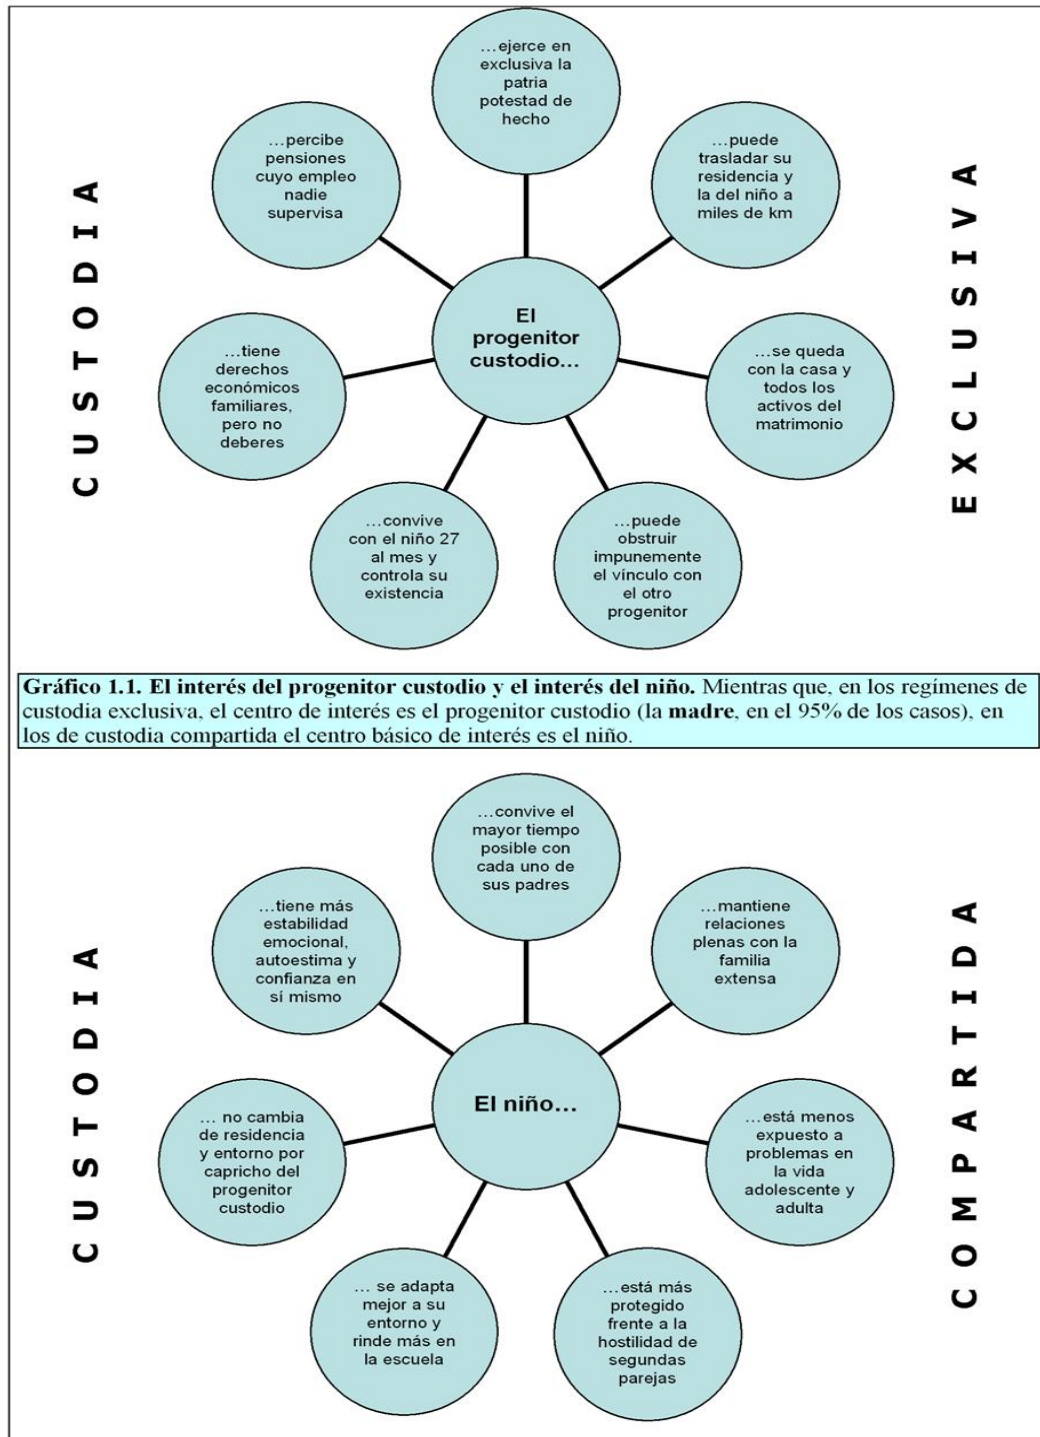 CUSTODIA
EXCLUSIVA
…ejerce en
exclusiva la
patria
potestad de
hecho
…puede
trasladar su
residencia y
la del niño a
miles de km
…se queda
con la casa y
todos los
activos del
matrimonio
…puede
obstruir
impunemente
el vínculo con
el otro
progenitor
…convive
con el niño 27
al mes y
controla su
existencia
…tiene
derechos
económicos
familiares,
pero no
deberes
…percibe
pensiones
cuyo empleo
nadie
supervisa
El
progenitor
custodio…
Gráfico 1.1. El interés del progenitor custodio y el interés del niño. Mientras que, en los regímenes de
custodia exclusiva, el centro de interés es el progenitor custodio (la madre, en el 95% de los casos), en
los de custodia compartida el centro básico de interés es el niño.
CUSTODIA
COMPARTIDA
…convive el
mayor tiempo
posible con
cada uno de
sus padres
…mantiene
relaciones
plenas con la
familia
extensa
…está menos
expuesto a
problemas en
la vida
adolescente y
adulta
…está más
protegido
frente a la
hostilidad de
segundas
parejas
… se adapta
mejor a su
entorno y
rinde más en
la escuela
… no cambia
de residencia
y entorno por
capricho del
progenitor
custodio
…tiene más
estabilidad
emocional,
autoestima y
confianza en
sí mismo
El niño…